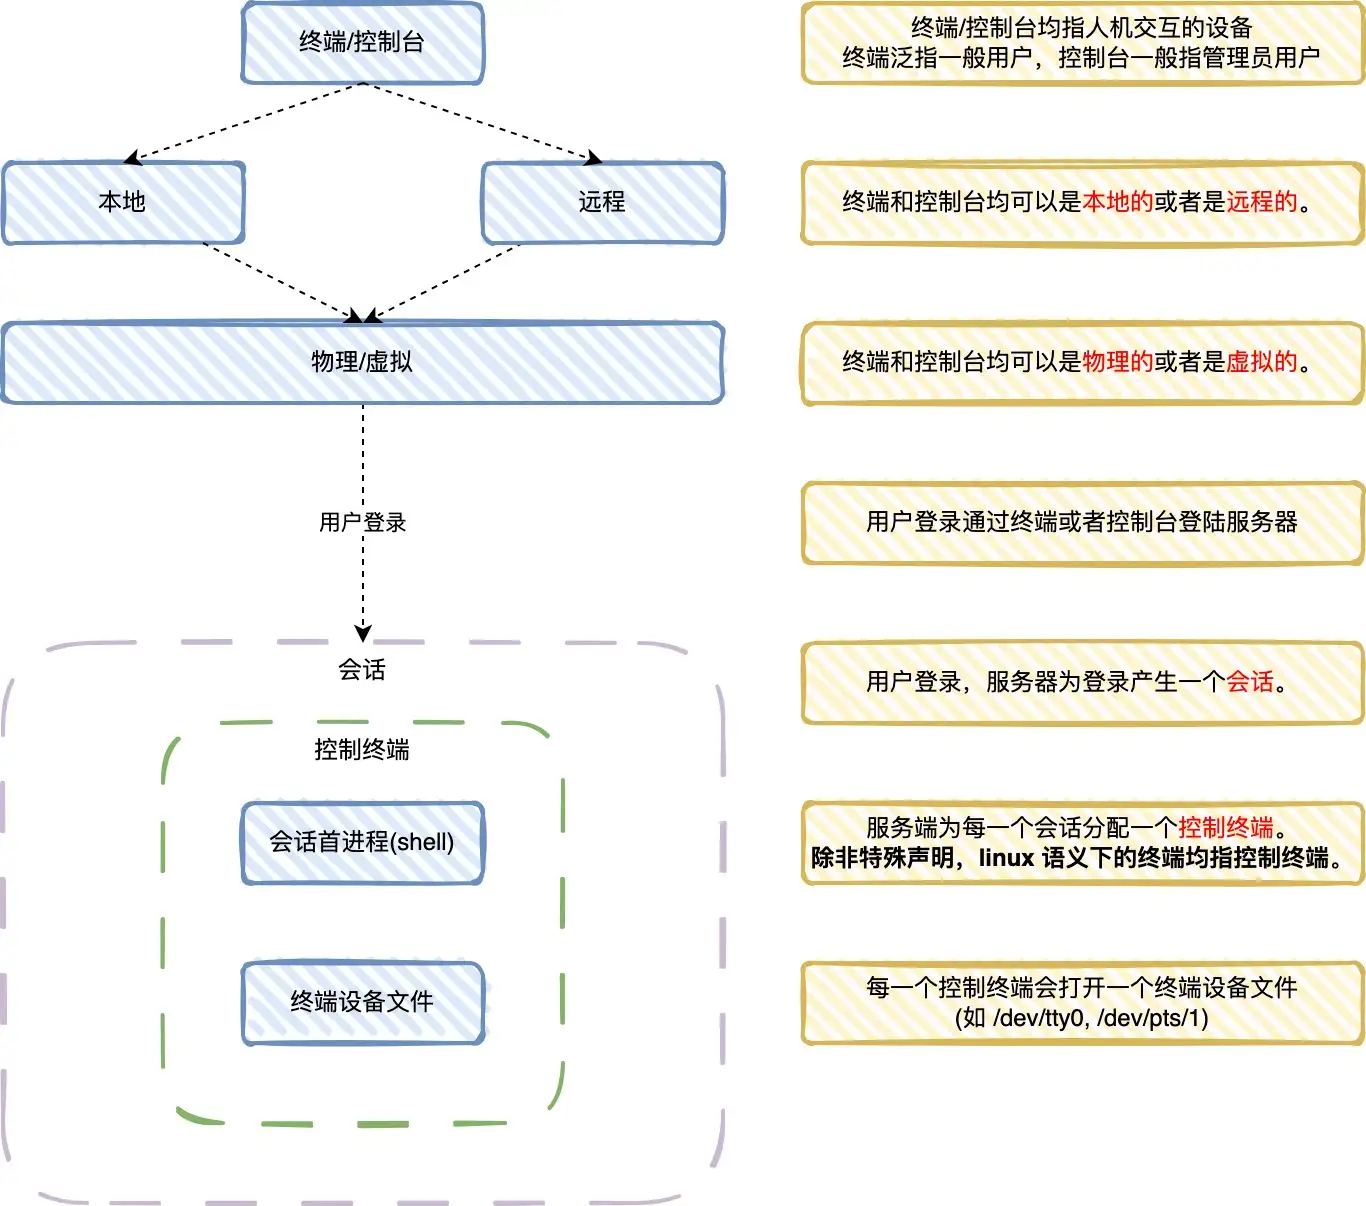 终端/控制台
终端/控制台均指人机交互的设备
终端泛指一般用户，控制台一般指管理员用户
本地
远程
终端和控制台均可以是本地的或者是远程的。
物理/虚拟
终端和控制台均可以是物理的或者是虚拟的。
用户登录
用户登录通过终端或者控制台登陆服务器
会话
用户登录，服务器为登录产生一个会话。
控制终端
会话首进程(shell)
服务端为每一个会话分配一个控制终端。
除非特殊声明，linux 语义下的终端均指控制终端。
终端设备文件
每一个控制终端会打开一个终端设备文件
(如 /dev/tty0, /dev/pts/1)